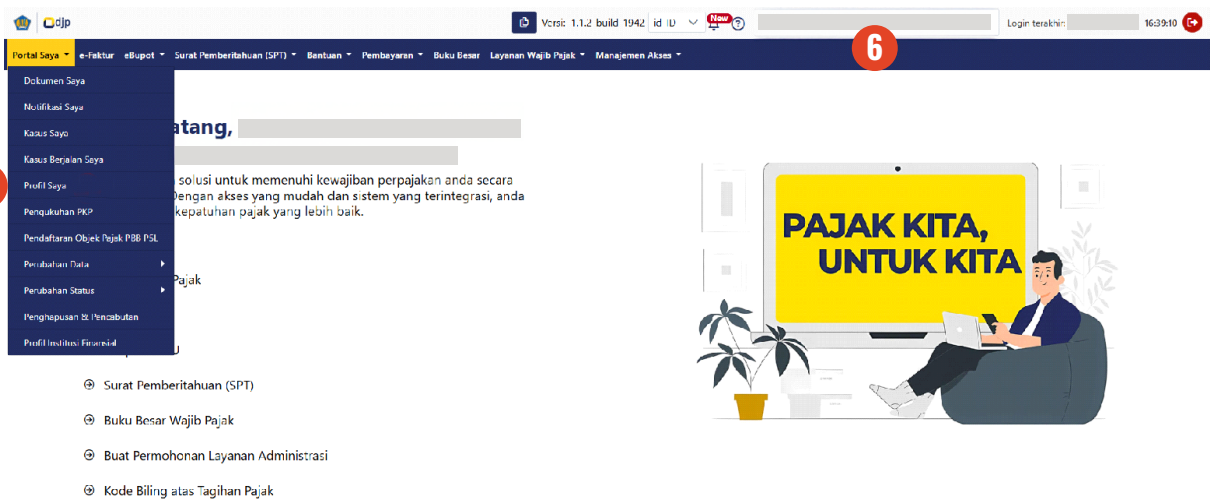 djp
Versi: 1.1.2 build 1942 id ID New Login terakhir: 16:39:10
6
Portal Saya e-Faktur eBupot Surat Pemberitahuan (SPT) Bantuan Pembayaran Buku Besar Layanan Wajib Pajak Manajemen Akses
Dokumen Saya
Notifikasi Saya
Kasus Saya
Kasus Berjalan Saya
Profil Saya
Pengukuhan PKP
Pendaftaran Objek Pajak PBB P5L
Perubahan Data
Perubahan Status
Penghapusan & Pencabutan
Profil Institusi Finansial
atang,
solusi untuk memenuhi kewajiban perpajakan anda secara
Dengan akses yang mudah dan sistem yang terintegrasi, anda
kepatuhan pajak yang lebih baik.
Pajak
Surat Pemberitahuan (SPT)
Buku Besar Wajib Pajak
Buat Permohonan Layanan Administrasi
Kode Biling atas Tagihan Pajak
PAJAK KITA,
UNTUK KITA